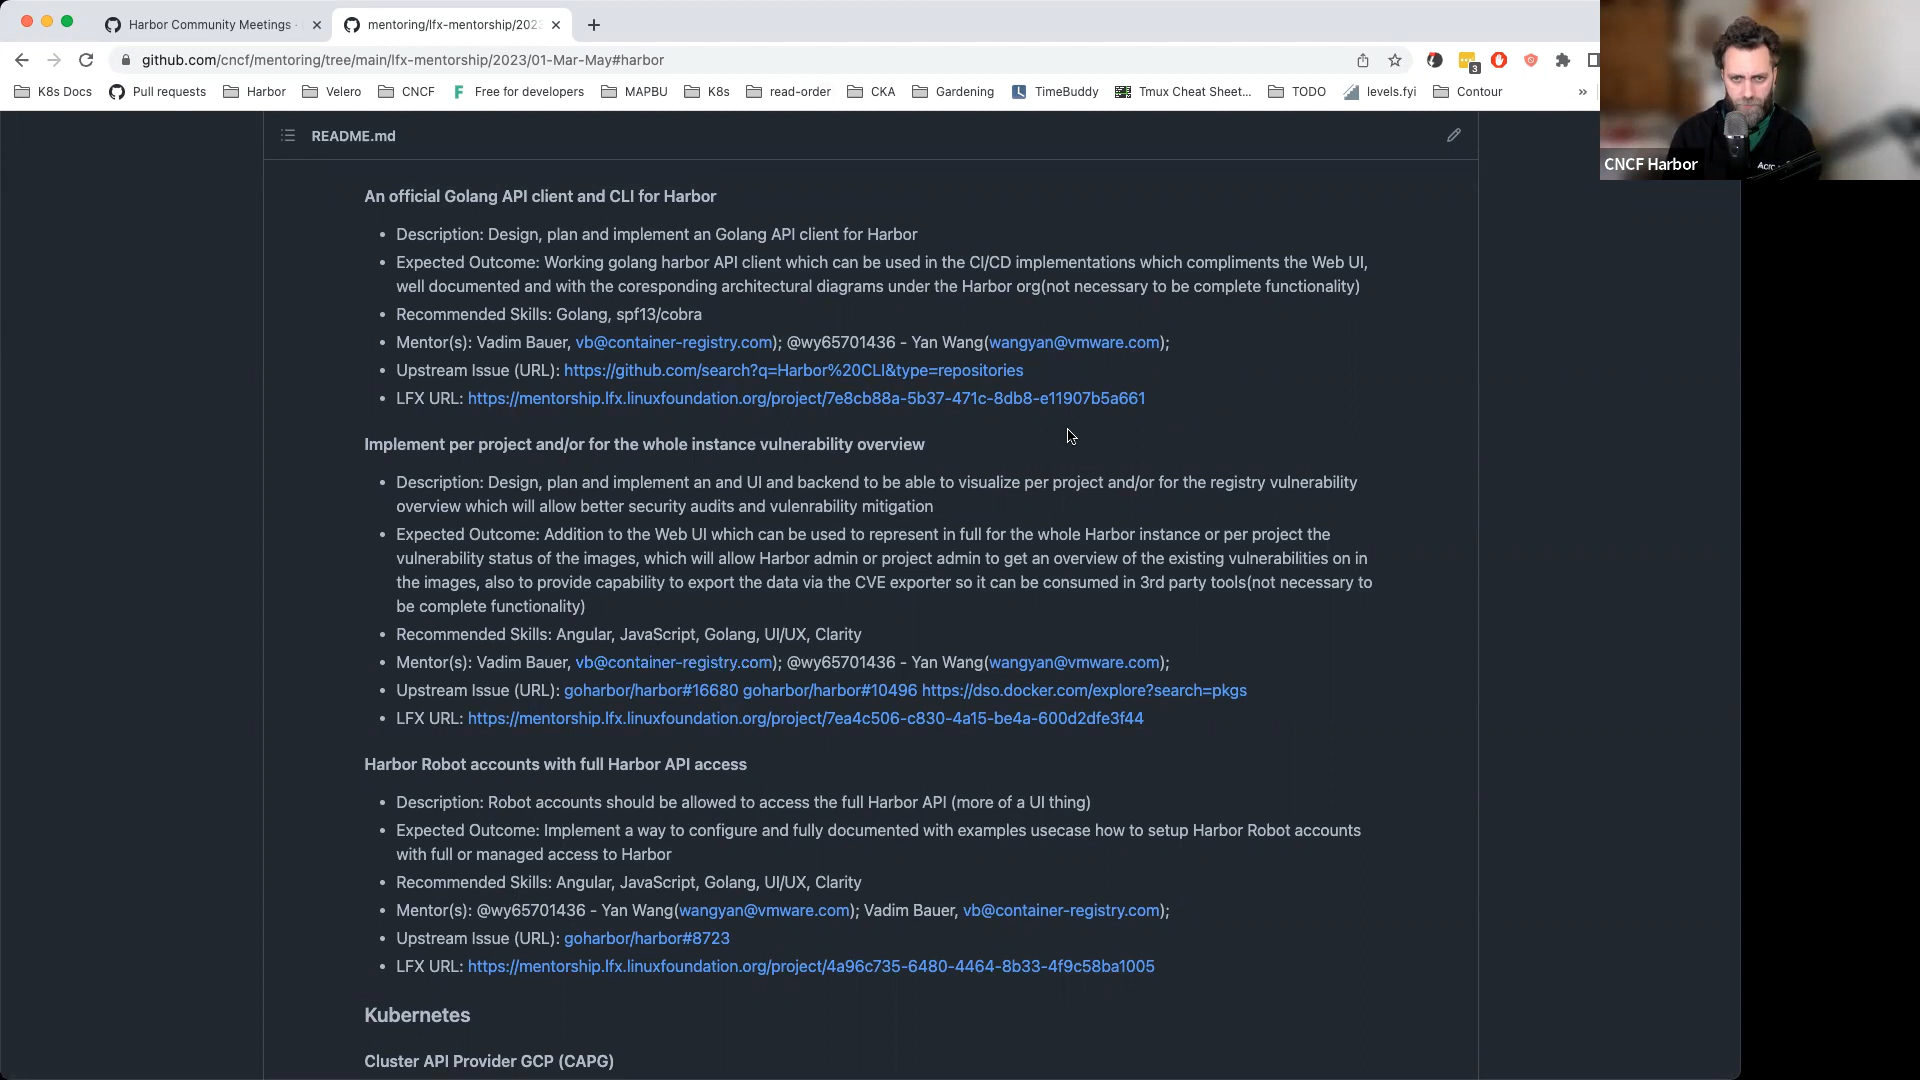 Harbor Community Meetings ·
mentoring/lfx-mentorship/202
github.com/cncf/mentoring/tree/main/lfx-mentorship/2023/01-Mar-May#harbor
3
K8s Docs Pull requests Harbor Velero CNCF Free for developers MAPBU K8s read-order CKA Gardening TimeBuddy Tmux Cheat Sheet... TODO levels.fyi Contour »
CNCF Harbor
README.md
An official Golang API client and CLI for Harbor
• Description: Design, plan and implement an Golang API client for Harbor
• Expected Outcome: Working golang harbor API client which can be used in the CI/CD implementations which compliments the Web UI,
well documented and with the coresponding architectural diagrams under the Harbor org(not necessary to be complete functionality)
• Recommended Skills: Golang, spf13/cobra
• Mentor(s): Vadim Bauer, vb@container-registry.com); @wy65701436 - Yan Wang(wangyan@vmware.com);
• Upstream Issue (URL): https://github.com/search?q=Harbor%20CLI&type=repositories
• LFX URL: https://mentorship.lfx.linuxfoundation.org/project/7e8cb88a-5b37-471c-8db8-e11907b5a661
Implement per project and/or for the whole instance vulnerability overview
• Description: Design, plan and implement an and UI and backend to be able to visualize per project and/or for the registry vulnerability
overview which will allow better security audits and vulenrability mitigation
• Expected Outcome: Addition to the Web UI which can be used to represent in full for the whole Harbor instance or per project the
vulnerability status of the images, which will allow Harbor admin or project admin to get an overview of the existing vulnerabilities on in
the images, also to provide capability to export the data via the CVE exporter so it can be consumed in 3rd party tools(not necessary to
be complete functionality)
• Recommended Skills: Angular, JavaScript, Golang, UI/UX, Clarity
• Mentor(s): Vadim Bauer, vb@container-registry.com); @wy65701436 - Yan Wang(wangyan@vmware.com);
• Upstream Issue (URL): goharbor/harbor#16680 goharbor/harbor#10496 https://dso.docker.com/explore?search=pkgs
• LFX URL: https://mentorship.lfx.linuxfoundation.org/project/7ea4c506-c830-4a15-be4a-600d2dfe3f44
Harbor Robot accounts with full Harbor API access
• Description: Robot accounts should be allowed to access the full Harbor API (more of a UI thing)
• Expected Outcome: Implement a way to configure and fully documented with examples usecase how to setup Harbor Robot accounts
with full or managed access to Harbor
• Recommended Skills: Angular, JavaScript, Golang, UI/UX, Clarity
• Mentor(s): @wy65701436 - Yan Wang(wangyan@vmware.com); Vadim Bauer, vb@container-registry.com);
• Upstream Issue (URL): goharbor/harbor#8723
• LFX URL: https://mentorship.lfx.linuxfoundation.org/project/4a96c735-6480-4464-8b33-4f9c58ba1005
Kubernetes
Cluster API Provider GCP (CAPG)